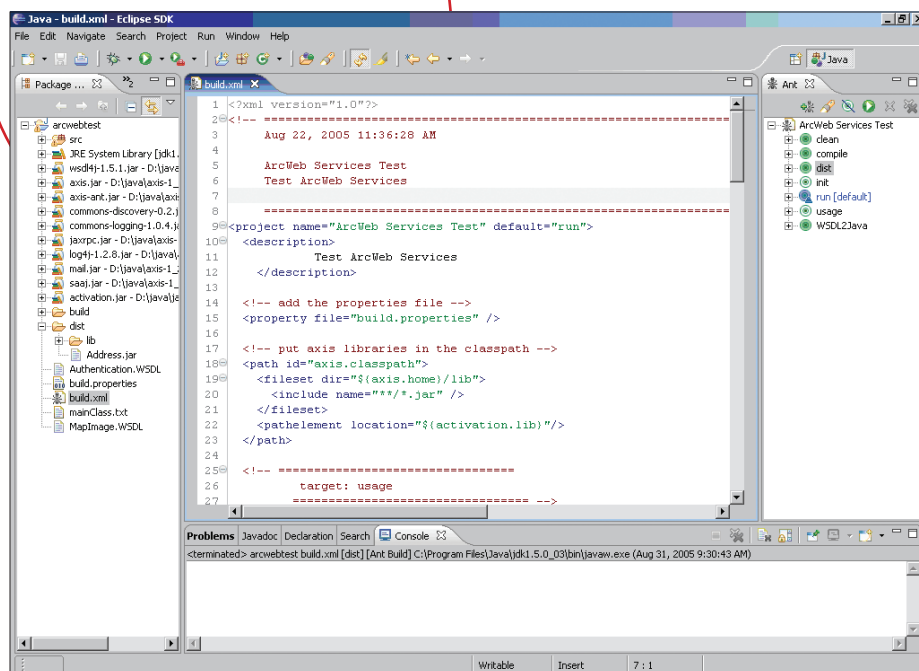 Java - build.xml - Eclipse SDK
File Edit Navigate Search Project Run Window Help
Java
Package ...
2
arcwebtest
src
JRE System Library [jdk1.
wsdl4j-1.5.1.jar - D:\java
axis.jar - D:\java\axis-1_
axis-ant.jar - D:\java\axis
commons-discovery-0.2.j
commons-logging-1.0.4.j
jaxrpc.jar - D:\java\axis-
log4j-1.2.8.jar - D:\java\
mail.jar - D:\java\axis-1_
saaj.jar - D:\java\axis-1_
activation.jar - D:\java\ja
build
dist
lib
Address.jar
Authentication.WSDL
build.properties
build.xml
mainClass.txt
MapImage.WSDL
build.xml
1 <?xml version="1.0"?>
2 <!-- ================================================================
3 Aug 22, 2005 11:36:28 AM
4
5 ArcWeb Services Test
6 Test ArcWeb Services
7
8 ================================================================
9 <project name="ArcWeb Services Test" default="run">
10 <description>
11 Test ArcWeb Services
12 </description>
13
14 <!-- add the properties file -->
15 <property file="build.properties" />
16
17 <!-- put axis libraries in the classpath -->
18 <path id="axis.classpath">
19 <fileset dir="${axis.home}/lib">
20 <include name="**/*.jar" />
21 </fileset>
22 <pathelement location="${activation.lib}"/>
23 </path>
24
25 <!-- =================================
26 target: usage
27 ================================= -->
Ant
ArcWeb Services Test
clean
compile
dist
init
run [default]
usage
WSDL2Java
Problems Javadoc Declaration Search Console
<terminated> arcwebtest build.xml [dist] [Ant Build] C:\Program Files\Java\jdk1.5.0_03\bin\javaw.exe (Aug 31, 2005 9:30:43 AM)
Writable Insert 7 : 1